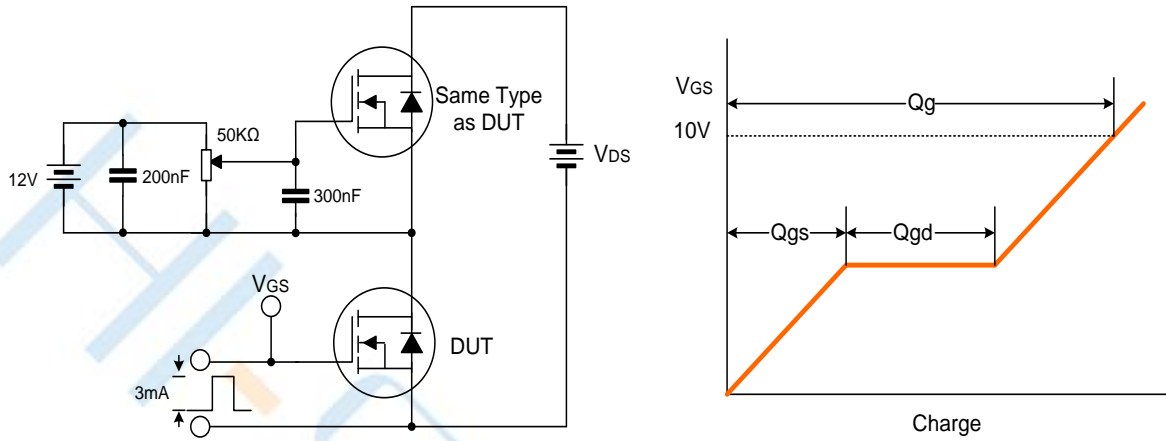 12V
200nF
50KΩ
300nF
Same Type
as DUT
VDS
VGS
3mA
DUT
VGS
10V
Qg
Qgs
Qgd
Charge